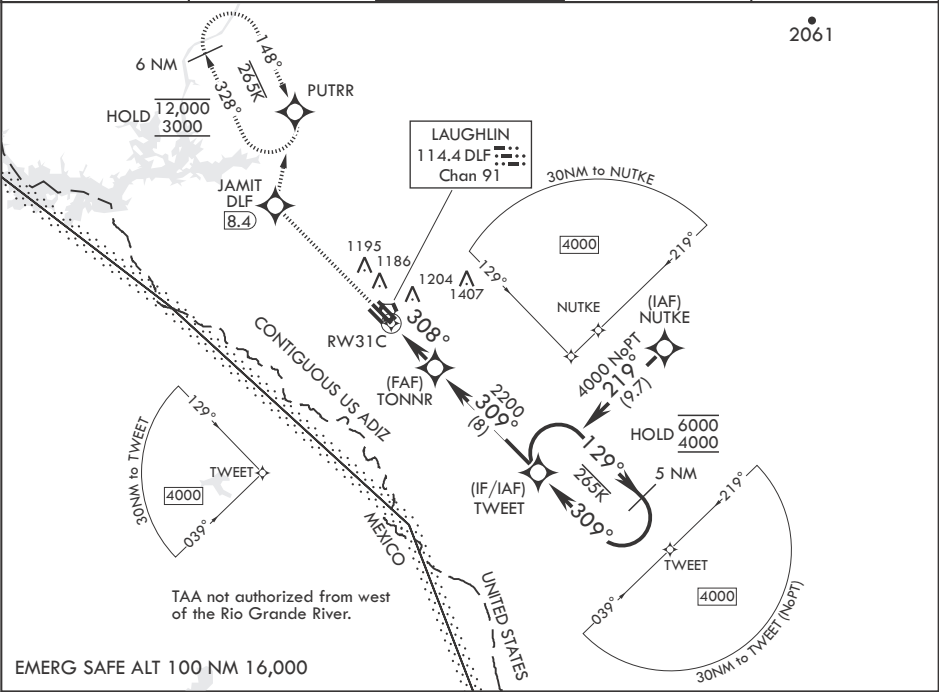 2061
6 NM
148°
265K
328°
PUTRR
HOLD 12,000
3000
LAUGHLIN
114.4 DLF
Chan 91
30NM to NUTKE
4000
129°
219°
NUTKE
JAMIT
DLF
8.4
1195
1186
1204
1407
RW31C
308°
(FAF)
TONNR
(IAF)
NUTKE
4000 NoPT
219°
(9.7)
2200
309°
(8)
HOLD 6000
4000
129°
265K
5 NM
309°
(IF/IAF)
TWEET
CONTIGUOUS US ADIZ
30NM to TWEET
129°
TWEET
4000
039°
MEXICO
UNITED STATES
219°
TWEET
4000
039°
30NM to TWEET (NoPT)
TAA not authorized from west
of the Rio Grande River.
EMERG SAFE ALT 100 NM 16,000